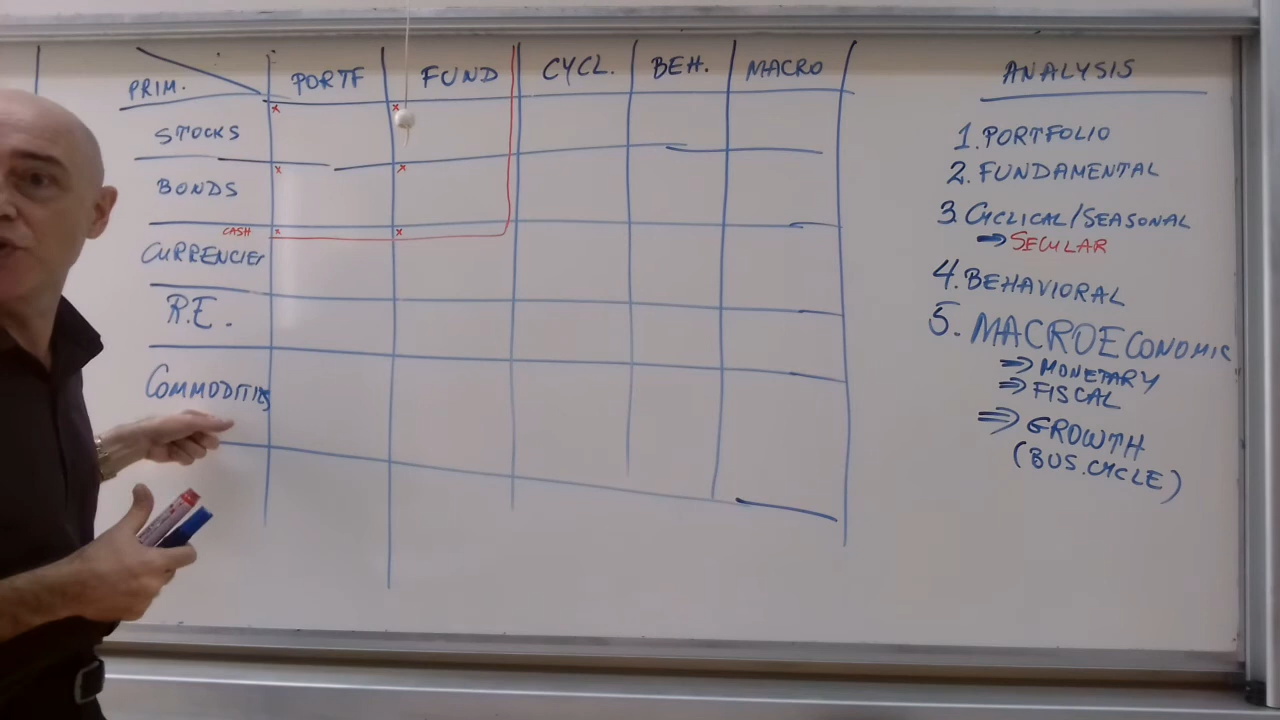 PRIM. PORTF FUND CYCL. BEH. MACRO
STOCKS
BONDS
CASH
CURRENCIES
R.E.
COMMODITIES
ANALYSIS
1. PORTFOLIO
2. FUNDAMENTAL
3. CYCLICAL/SEASONAL
⇒ SECULAR
4. BEHAVIORAL
5. MACROECONOMIC
⇒ MONETARY
⇒ FISCAL
⇒ GROWTH
(BUS. CYCLE)